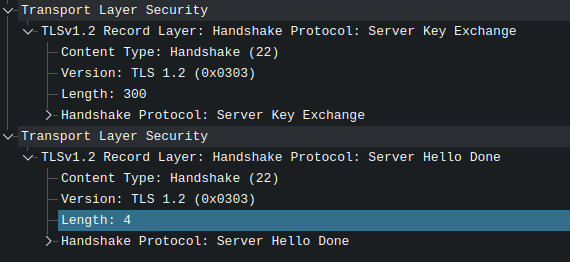 Transport Layer Security
TLSv1.2 Record Layer: Handshake Protocol: Server Key Exchange
Content Type: Handshake (22)
Version: TLS 1.2 (0x0303)
Length: 300
Handshake Protocol: Server Key Exchange
Transport Layer Security
TLSv1.2 Record Layer: Handshake Protocol: Server Hello Done
Content Type: Handshake (22)
Version: TLS 1.2 (0x0303)
Length: 4
Handshake Protocol: Server Hello Done